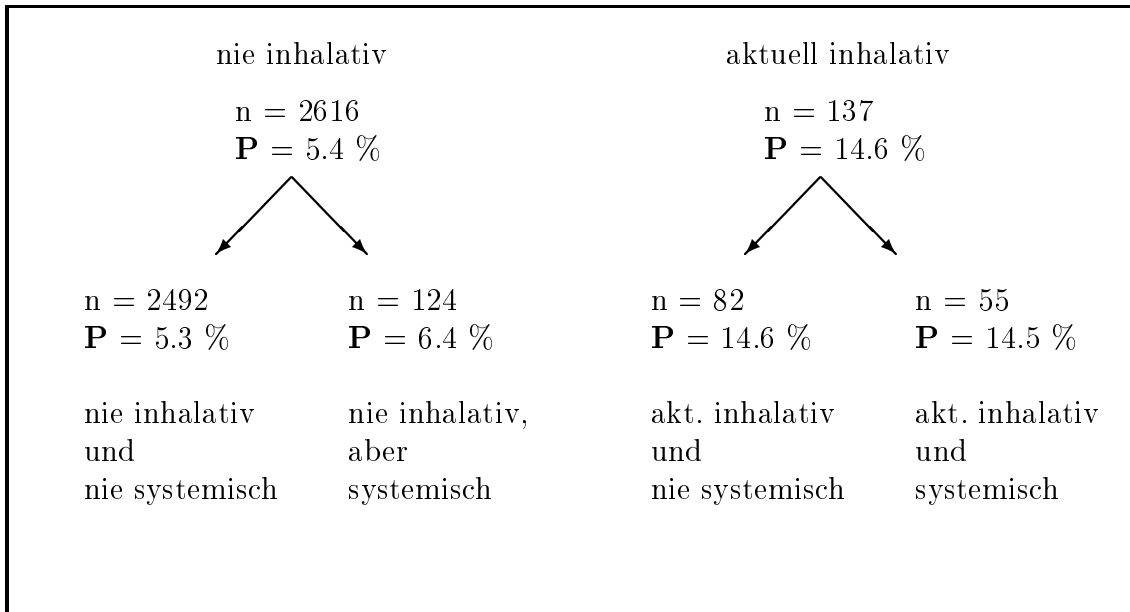 nie inhalativ
n = 2616
P = 5.4 %
n = 2492
P = 5.3 %
nie inhalativ
und
nie systemisch
n = 124
P = 6.4 %
nie inhalativ,
aber
systemisch
aktuell inhalativ
n = 137
P = 14.6 %
n = 82
P = 14.6 %
akt. inhalativ
und
nie systemisch
n = 55
P = 14.5 %
akt. inhalativ
und
systemisch